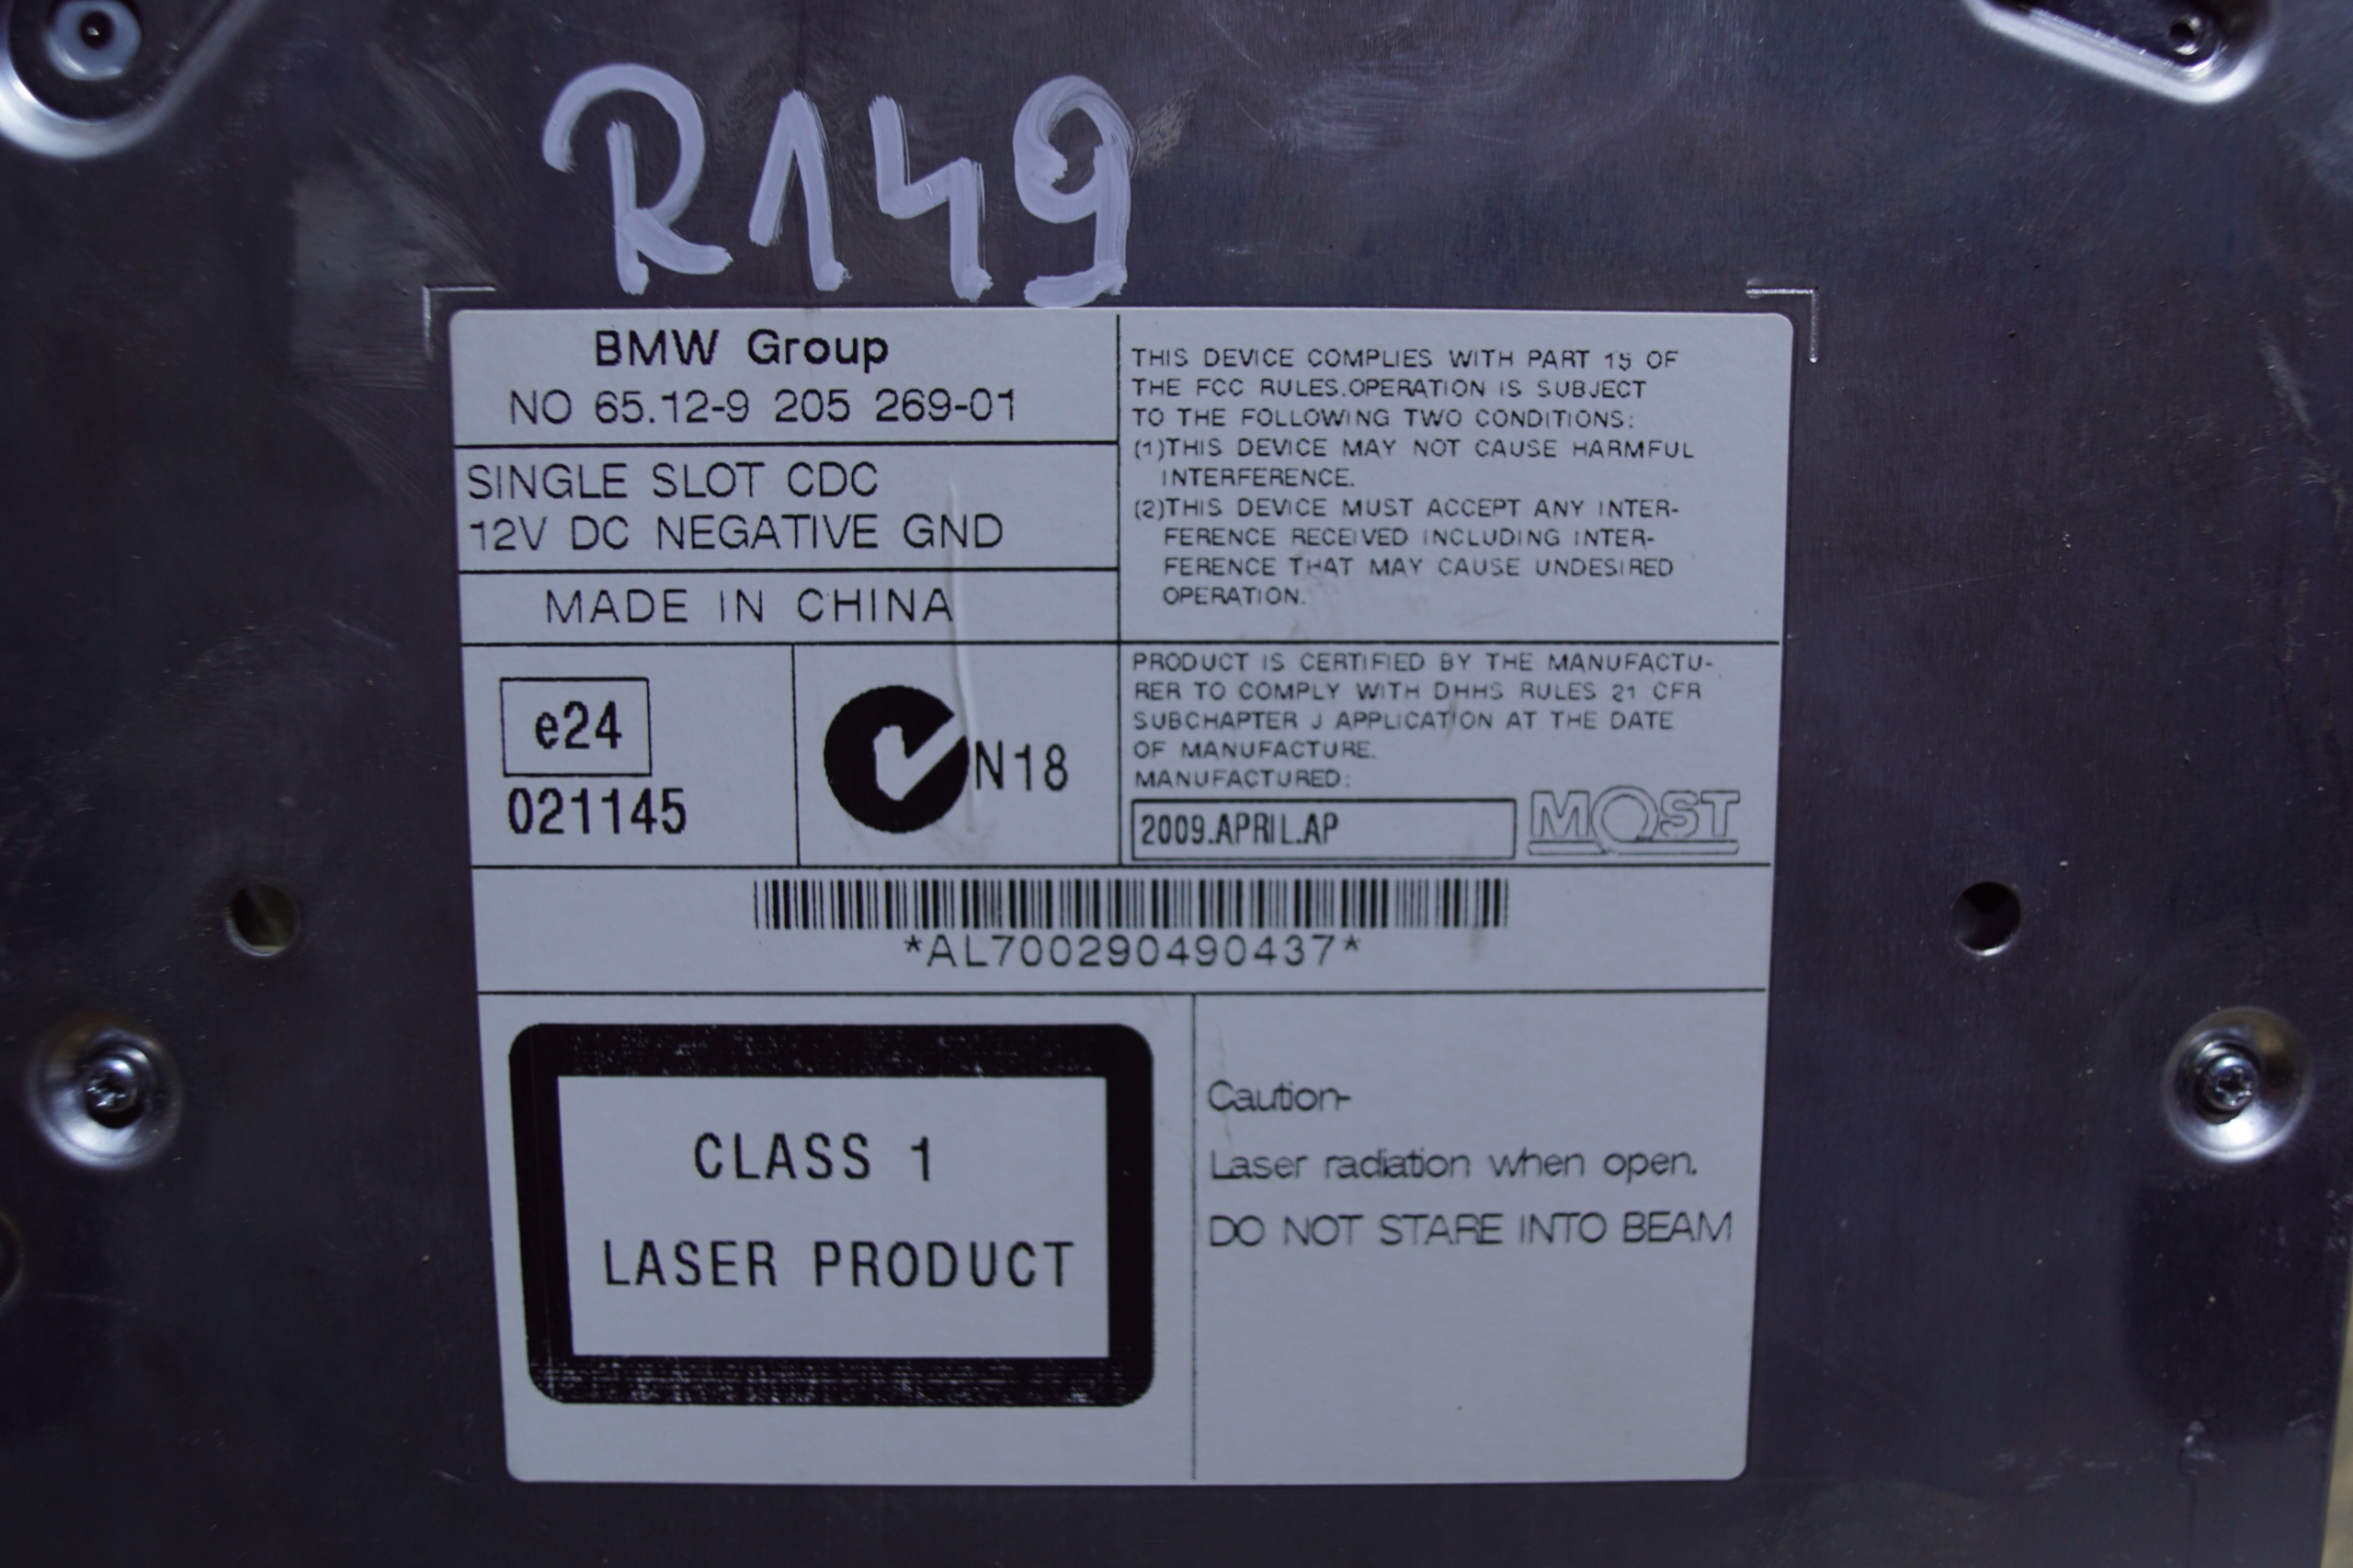 R149
BMW Group
NO 65.12-9 205 269-01
SINGLE SLOT CDC
12V DC NEGATIVE GND
MADE IN CHINA
e24
021145
N18
THIS DEVICE COMPLIES WITH PART 15 OF
THE FCC RULES.OPERATION IS SUBJECT
TO THE FOLLOWING TWO CONDITIONS:
(1)THIS DEVICE MAY NOT CAUSE HARMFUL
INTERFERENCE.
(2)THIS DEVICE MUST ACCEPT ANY INTER-
FERENCE RECEIVED INCLUDING INTER-
FERENCE THAT MAY CAUSE UNDESIRED
OPERATION.
PRODUCT IS CERTIFIED BY THE MANUFACTU-
RER TO COMPLY WITH DHHS RULES 21 CFR
SUBCHAPTER J APPLICATION AT THE DATE
OF MANUFACTURE.
MANUFACTURED:
2009.APRIL.AP
MOST
*AL700290490437*
CLASS 1
LASER PRODUCT
Caution-
Laser radiation when open.
DO NOT STARE INTO BEAM